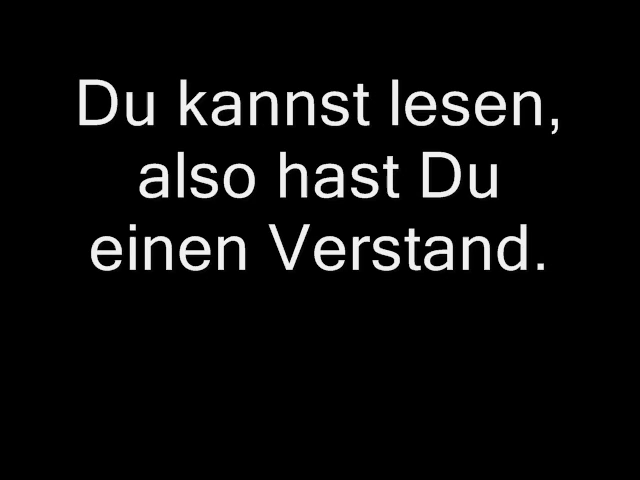 Du kannst lesen,
also hast Du
einen Verstand.